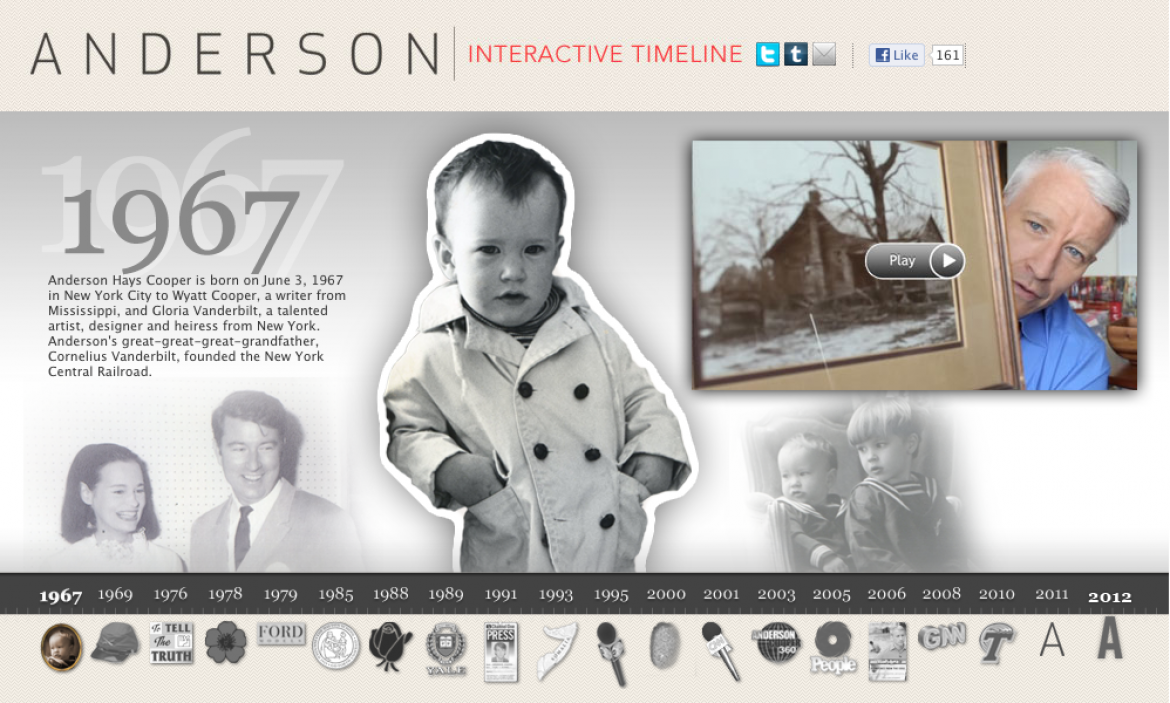 ANDERSON
INTERACTIVE TIMELINE
Like
161
1967
1967
Anderson Hays Cooper is born on June 3, 1967
in New York City to Wyatt Cooper, a writer from
Mississippi, and Gloria Vanderbilt, a talented
artist, designer and heiress from New York.
Anderson's great-great-great-grandfather,
Cornelius Vanderbilt, founded the New York
Central Railroad.
Play
1967 1969 1976 1978 1979 1985 1988 1989 1991 1993 1995 2000 2001 2003 2005 2006 2008 2010 2011 2012
To TELL
The
TRUTH
FORD
YALE
PRESS
ANDERSON
360
People
GMA
T
A
A